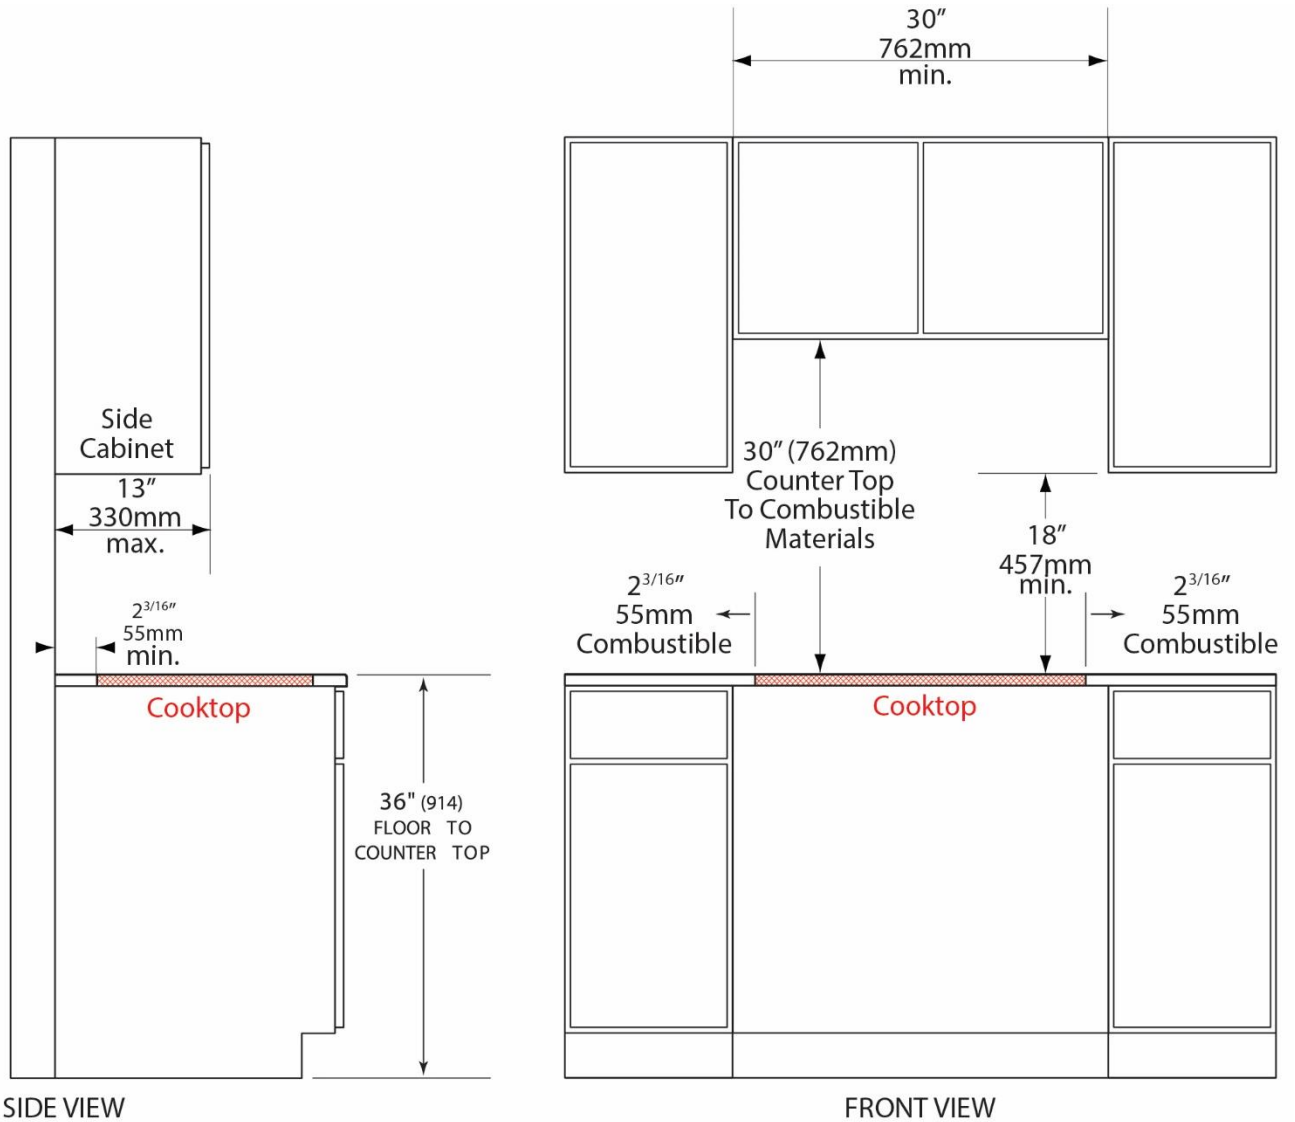 30″
762mm
min.
Side
Cabinet
13″
330mm
max.
2 3/16″
55mm
min.
Cooktop
36" (914)
FLOOR TO
COUNTER TOP
SIDE VIEW
30″ (762mm)
Counter Top
To Combustible
Materials
18″
457mm
min.
2 3/16″
55mm
Combustible
2 3/16″
55mm
Combustible
Cooktop
FRONT VIEW